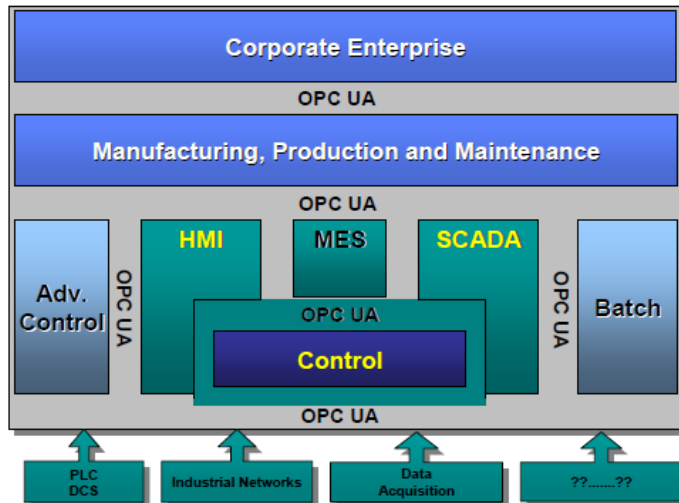 Corporate Enterprise
OPC UA
Manufacturing, Production and Maintenance
OPC UA
HMI
MES
SCADA
Adv.
Control
OPC UA
OPC UA
Batch
OPC UA
Control
OPC UA
PLC
DCS
Industrial Networks
Data
Acquisition
??.......??